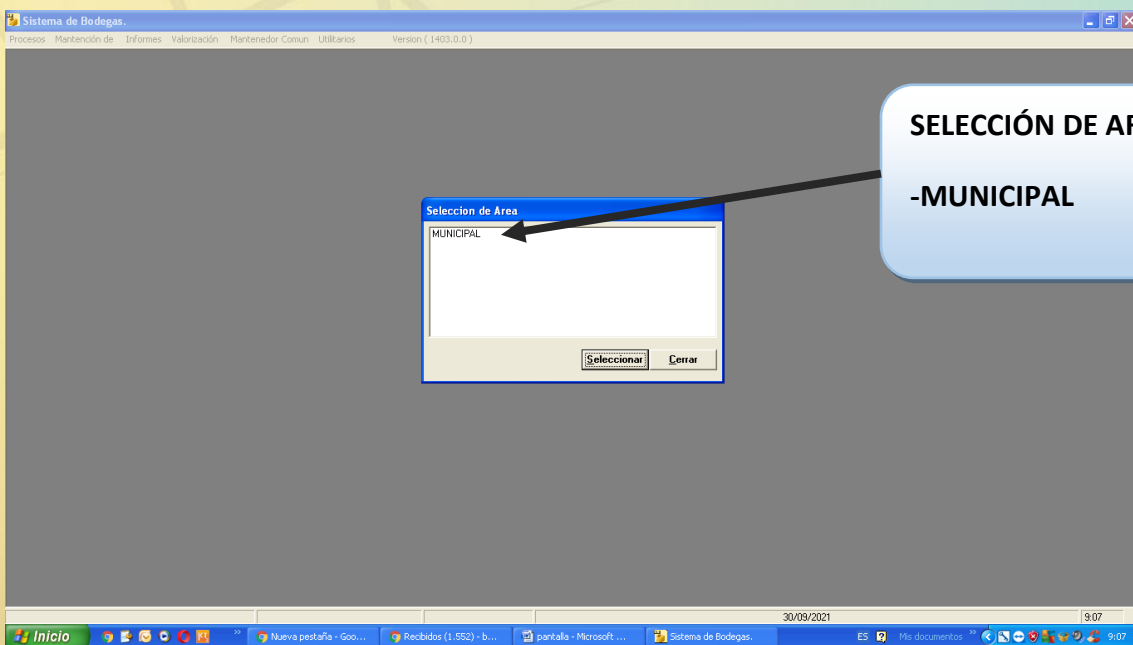 Sistema de Bodegas.
Procesos Mantención de Informes Valorización Mantenedor Comun Utilitarios Version ( 1403.0.0 )
SELECCIÓN DE
-MUNICIPAL
Seleccion de Area
MUNICIPAL
Seleccionar Cerrar
30/09/2021 9:07
Inicio Nueva pestaña - Goo... Recibidos (1.552) - b... pantalla - Microsoft ... Sistema de Bodegas. ES Mis documentos 9:07